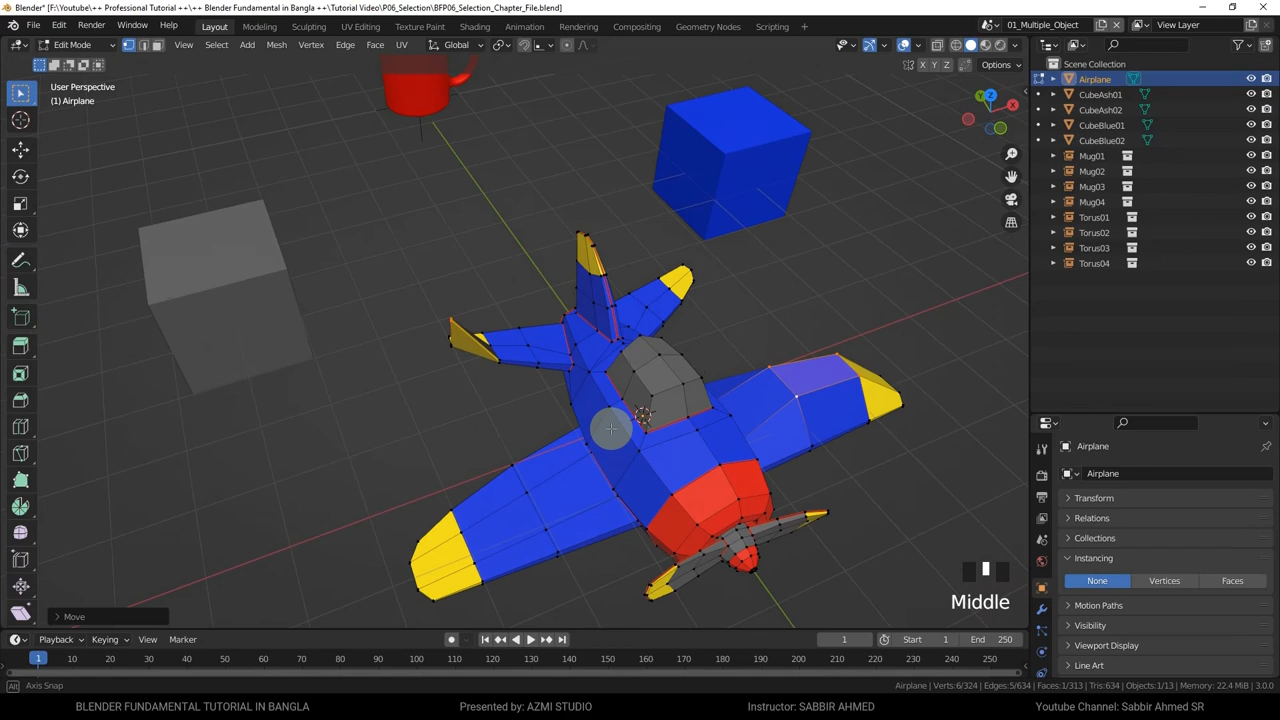 Blender* [F:\Youtube\++ Professional Tutorial ++\++ Blender Fundamental in Bangla ++\Tutorial Video\P06_Selection\BFP06_Selection_Chapter_File.blend]
File Edit Render Window Help Layout Modeling Sculpting UV Editing Texture Paint Shading Animation Rendering Compositing Geometry Nodes Scripting + 01_Multiple_Object View Layer
Edit Mode View Select Add Mesh Vertex Edge Face UV Global
X Y Z Options
User Perspective
(1) Airplane
Z
X
Y
Scene Collection
Airplane
CubeAsh01
CubeAsh02
CubeBlue01
CubeBlue02
Mug01
Mug02
Mug03
Mug04
Torus01
Torus02
Torus03
Torus04
Airplane
Airplane
Transform
Relations
Collections
Instancing
None Vertices Faces
Motion Paths
Visibility
Viewport Display
Line Art
Middle
Move
Playback Keying View Marker 1 Start 1 End 250
1 10 20 30 40 50 60 70 80 90 100 110 120 130 140 150 160 170 180 190 200 210 220 230 240 250
Alt Axis Snap Airplane | Verts:6/324 | Edges:5/634 | Faces:1/313 | Tris:634 | Objects:1/13 | Memory: 22.4 MiB | 3.0.0
BLENDER FUNDAMENTAL TUTORIAL IN BANGLA Presented by: AZMI STUDIO Instructor: SABBIR AHMED Youtube Channel: Sabbir Ahmed SR